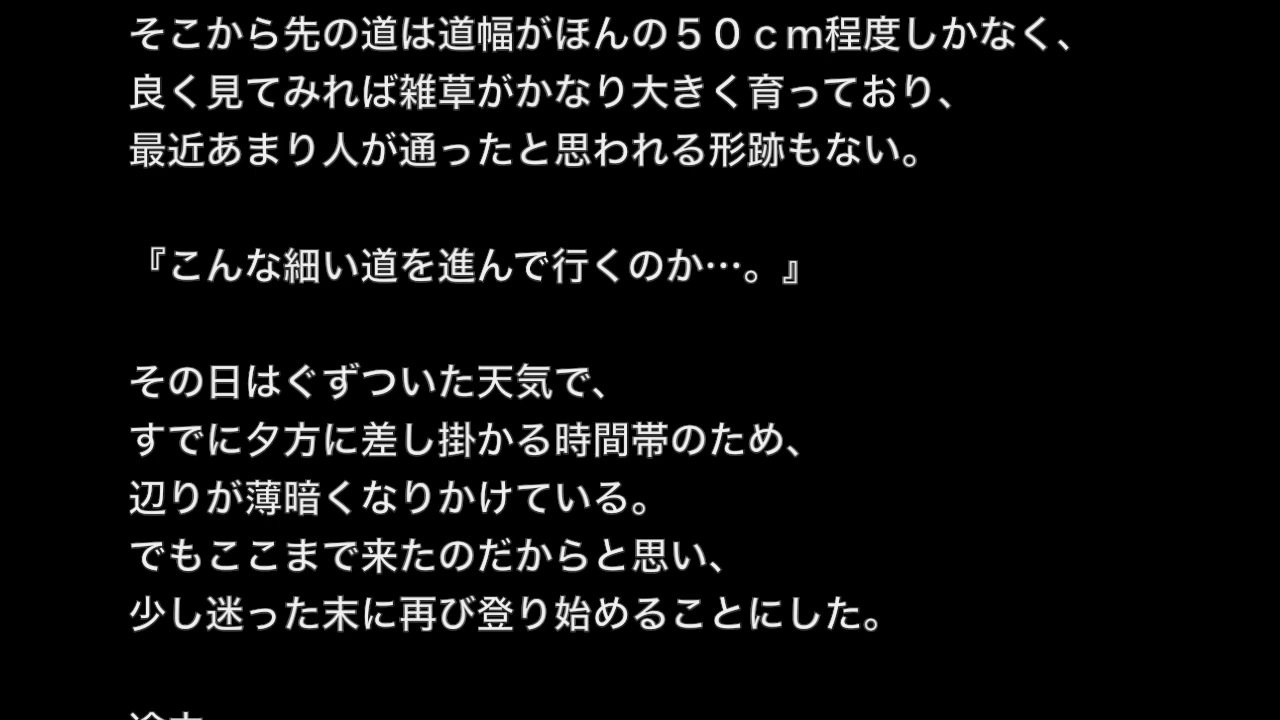 そこから先の道は道幅がほんの５０ｃｍ程度しかなく、
良く見てみれば雑草がかなり大きく育っており、
最近あまり人が通ったと思われる形跡もない。
『こんな細い道を進んで行くのか…。』
その日はぐずついた天気で、
すでに夕方に差し掛かる時間帯のため、
辺りが薄暗くなりかけている。
でもここまで来たのだからと思い、
少し迷った末に再び登り始めることにした。